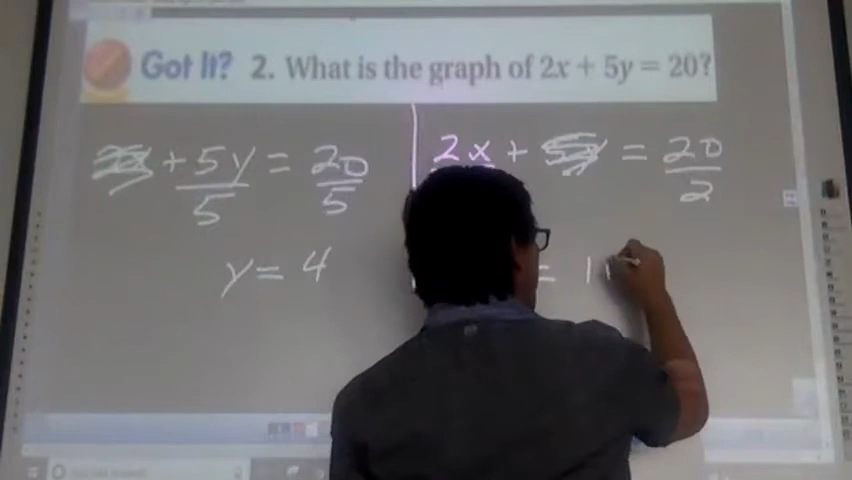 Got It? 2. What is the graph of 2x + 5y = 20?
+ 5y = 20
5 5
y = 4
2x + 5y = 20
2
= 1